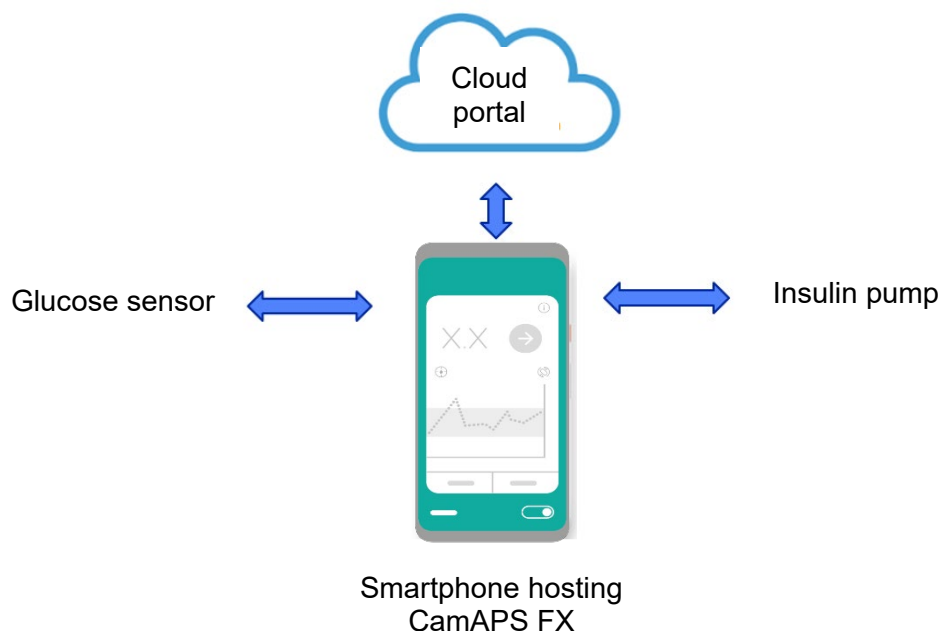 Cloud
portal
Glucose sensor
Insulin pump
X.X
Smartphone hosting
CamAPS FX